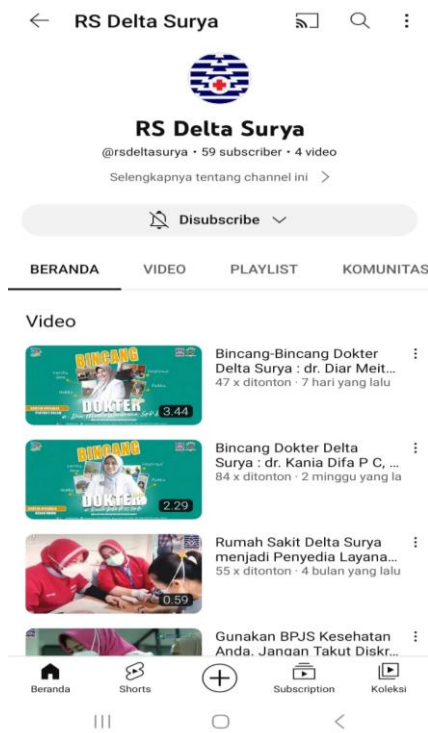 RS Delta Surya
RS Delta Surya
@rsdeltasurya • 59 subscriber • 4 video
Selengkapnya tentang channel ini
Disubscribe
BERANDA VIDEO PLAYLIST KOMUNITAS
Video
BINCANG
DOKTER
3.44
Bincang-Bincang Dokter
Delta Surya : dr. Diar Meit...
47 x ditonton · 7 hari yang lalu
BINCANG
DOKTER
2.29
Bincang Dokter Delta
Surya : dr. Kania Difa P C, ...
84 x ditonton · 2 minggu yang la
0.59
Rumah Sakit Delta Surya
menjadi Penyedia Layana...
55 x ditonton · 4 bulan yang lalu
Gunakan BPJS Kesehatan
Anda. Jangan Takut Diskr...
Beranda Shorts Subscription Koleksi